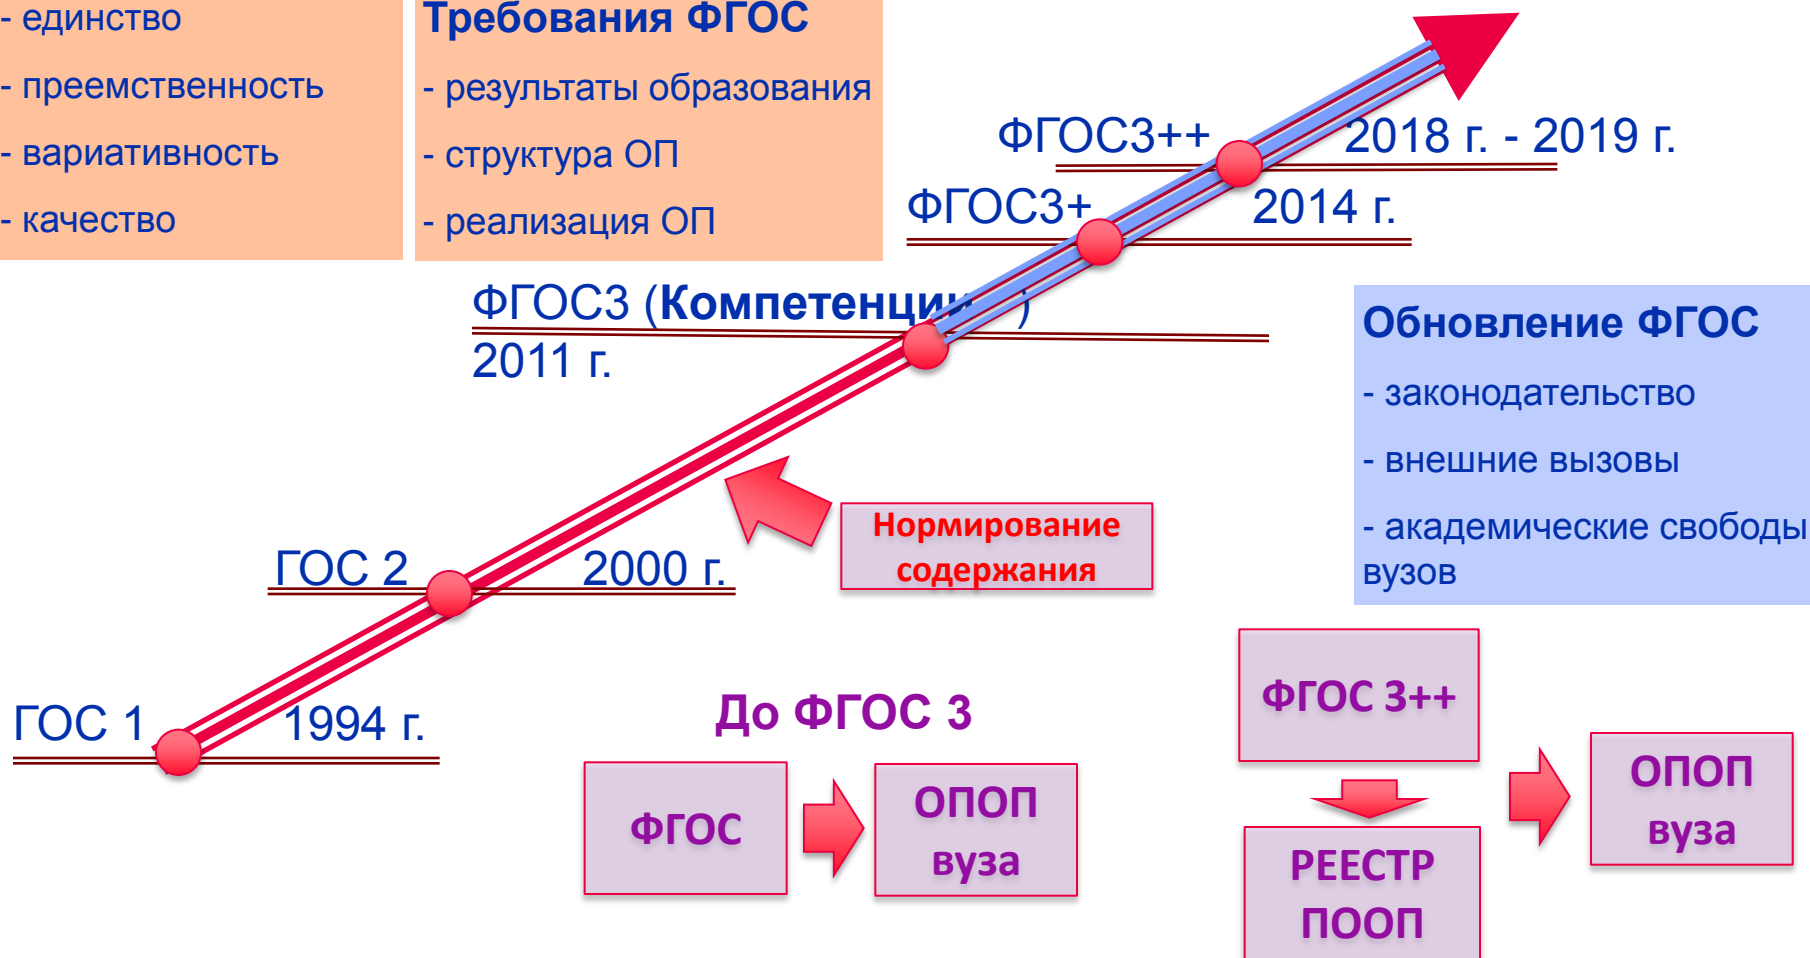 - единство
- преемственность
- вариативность
- качество
Требования ФГОС
- результаты образования
- структура ОП
- реализация ОП
ФГОС3++ 2018 г. - 2019 г.
ФГОС3+ 2014 г.
ФГОС3 (Компетенции )
2011 г.
Обновление ФГОС
- законодательство
- внешние вызовы
- академические свободы
вузов
Нормирование
содержания
ГОС 2 2000 г.
ГОС 1 1994 г.
До ФГОС 3
ФГОС
ОПОП
вуза
ФГОС 3++
РЕЕСТР
ПООП
ОПОП
вуза